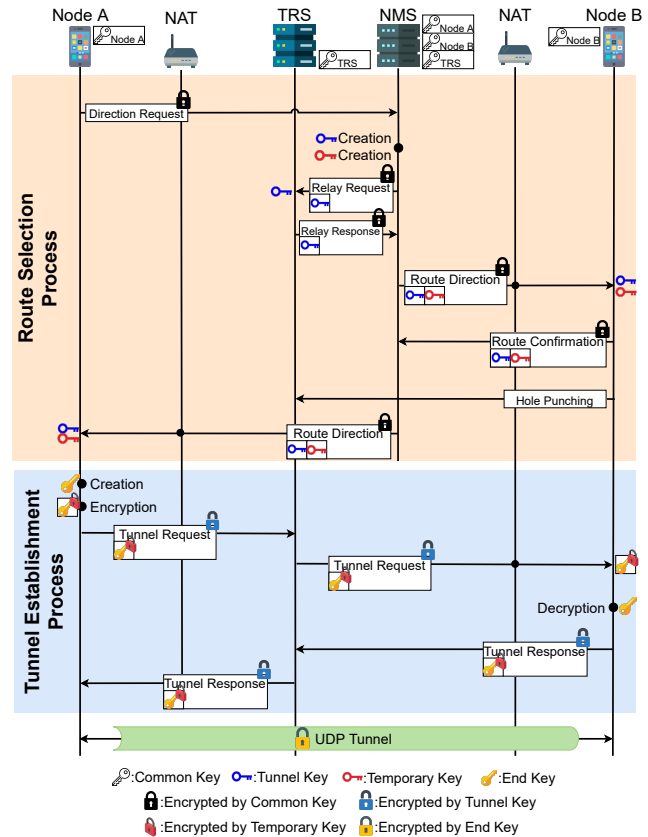 Node A
NAT
TRS
NMS
NAT
Node B
Node A
TRS
Node A
Node B
TRS
Node B
Route Selection
Process
Direction Request
Creation
Creation
Relay Request
Relay Response
Route Direction
Route Confirmation
Hole Punching
Route Direction
Tunnel Establishment
Process
Creation
Encryption
Tunnel Request
Tunnel Request
Decryption
Tunnel Response
Tunnel Response
UDP Tunnel
:Common Key
:Tunnel Key
:Temporary Key
:End Key
:Encrypted by Common Key
:Encrypted by Tunnel Key
:Encrypted by Temporary Key
:Encrypted by End Key